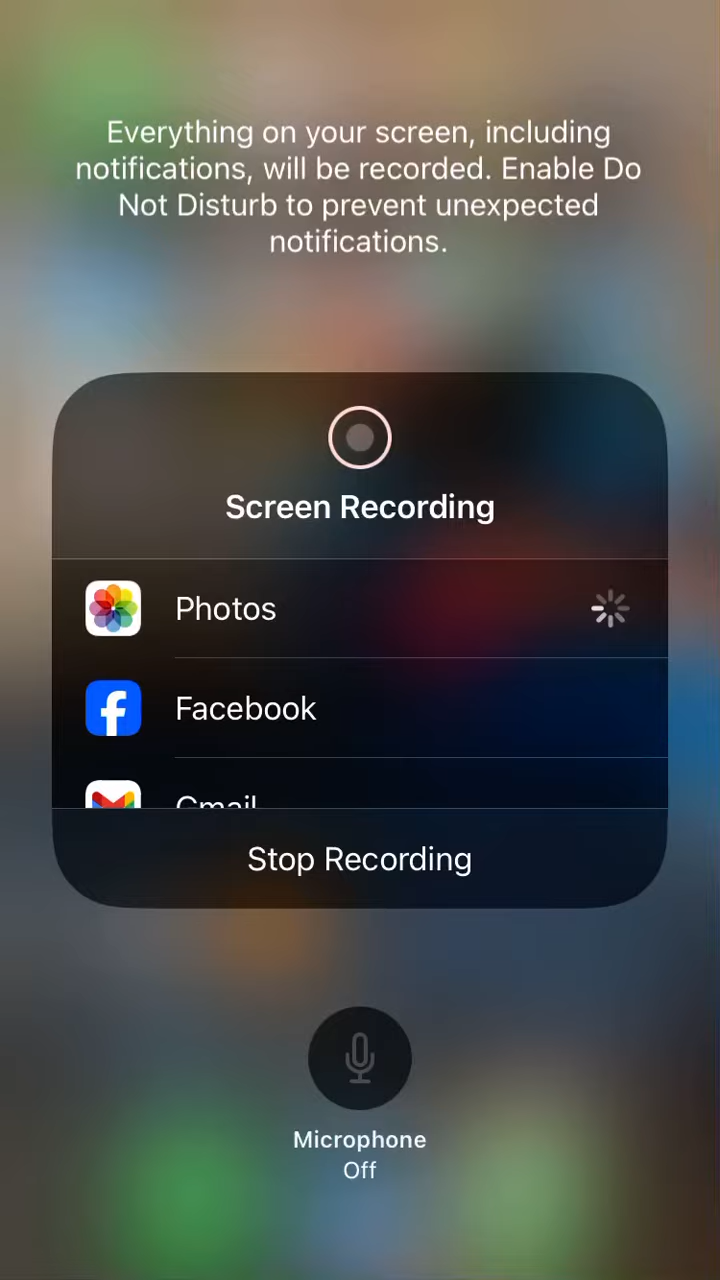 Everything on your screen, including
notifications, will be recorded. Enable Do
Not Disturb to prevent unexpected
notifications.
Screen Recording
Photos
Facebook
Gmail
Stop Recording
Microphone
Off